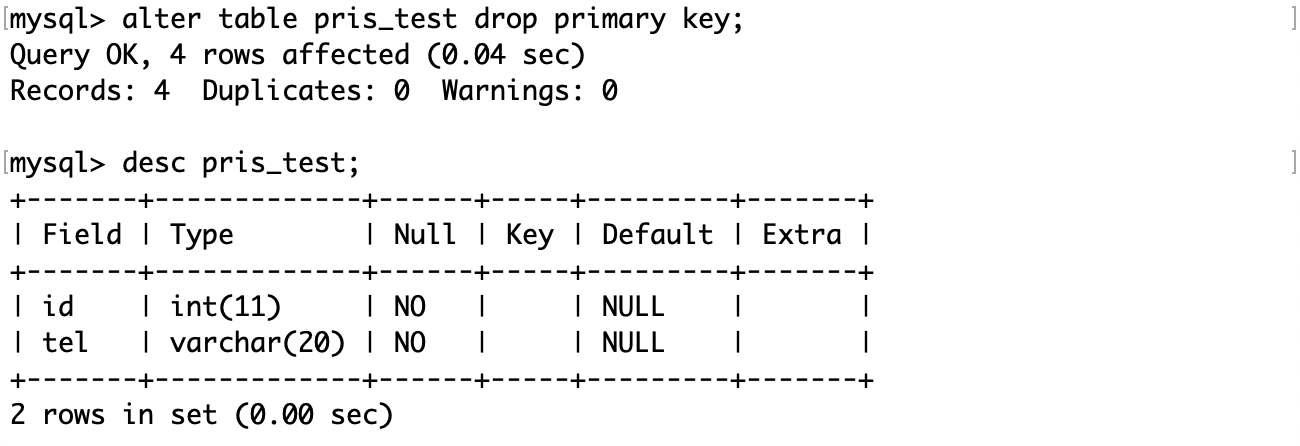 [mysql> alter table pris_test drop primary key; ]
Query OK, 4 rows affected (0.04 sec)
Records: 4  Duplicates: 0  Warnings: 0

[mysql> desc pris_test; ]
+-------+-------------+------+-----+---------+-------+
| Field | Type        | Null | Key | Default | Extra |
+-------+-------------+------+-----+---------+-------+
| id    | int(11)     | NO   |     | NULL    |       |
| tel   | varchar(20) | NO   |     | NULL    |       |
+-------+-------------+------+-----+---------+-------+
2 rows in set (0.00 sec)